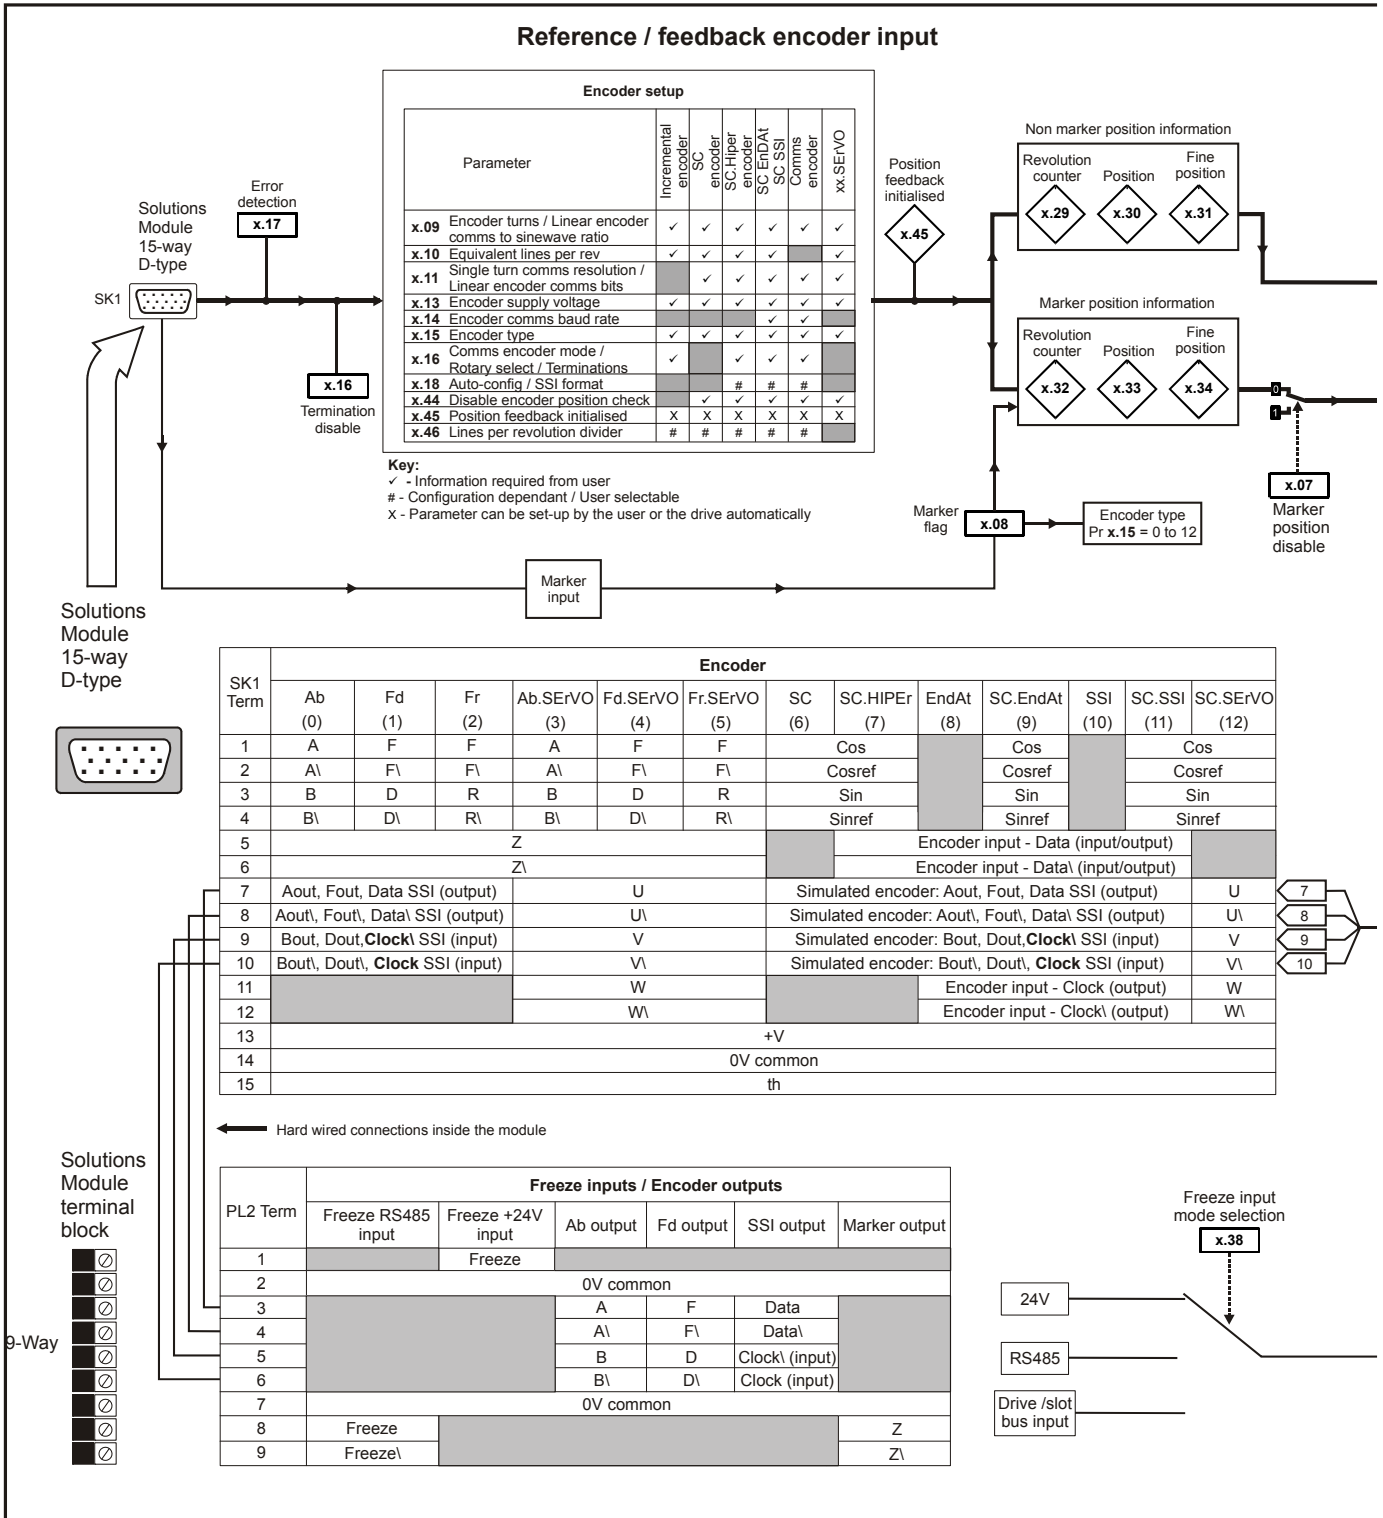 Reference / feedback encoder input
Encoder setup
Parameter
Incremental encoder
SC encoder
SC.Hiper encoder
SC EnDAt
SC SSI
Comms encoder
xx.SErVO
x.09 Encoder turns / Linear encoder comms to sinewave ratio ✓ ✓ ✓ ✓ ✓ ✓
x.10 Equivalent lines per rev ✓ ✓ ✓ ✓ ✓
x.11 Single turn comms resolution / Linear encoder comms bits ✓ ✓ ✓ ✓ ✓
x.13 Encoder supply voltage ✓ ✓ ✓ ✓ ✓ ✓
x.14 Encoder comms baud rate ✓ ✓
x.15 Encoder type ✓ ✓ ✓ ✓ ✓ ✓
x.16 Comms encoder mode / Rotary select / Terminations ✓ ✓ ✓ ✓
x.18 Auto-config / SSI format # # #
x.44 Disable encoder position check ✓ ✓ ✓ ✓ ✓
x.45 Position feedback initialised X X X X X X
x.46 Lines per revolution divider # # # # #
Key:
✓ - Information required from user
# - Configuration dependant / User selectable
X - Parameter can be set-up by the user or the drive automatically
Solutions
Module
15-way
D-type
SK1
Error
detection
x.17
x.16
Termination
disable
Position
feedback
initialised
x.45
Non marker position information
Revolution
counter
Position
Fine
position
x.29
x.30
x.31
Marker position information
Revolution
counter
Position
Fine
position
x.32
x.33
x.34
0
1
x.07
Marker
position
disable
Marker
flag
x.08
Encoder type
Pr x.15 = 0 to 12
Marker
input
Solutions
Module
15-way
D-type
SK1 Term
Encoder
Ab (0) Fd (1) Fr (2) Ab.SErVO (3) Fd.SErVO (4) Fr.SErVO (5) SC (6) SC.HIPEr (7) EndAt (8) SC.EndAt (9) SSI (10) SC.SSI (11) SC.SErVO (12)
1 A F F A F F Cos Cos Cos
2 A\ F\ F\ A\ F\ F\ Cosref Cosref Cosref
3 B D R B D R Sin Sin Sin
4 B\ D\ R\ B\ D\ R\ Sinref Sinref Sinref
5 Z Encoder input - Data (input/output)
6 Z\ Encoder input - Data\ (input/output)
7 Aout, Fout, Data SSI (output) U Simulated encoder: Aout, Fout, Data SSI (output) U 7
8 Aout\, Fout\, Data\ SSI (output) U\ Simulated encoder: Aout\, Fout\, Data\ SSI (output) U\ 8
9 Bout, Dout,Clock\ SSI (input) V Simulated encoder: Bout, Dout,Clock\ SSI (input) V 9
10 Bout\, Dout\, Clock SSI (input) V\ Simulated encoder: Bout\, Dout\, Clock SSI (input) V\ 10
11 W Encoder input - Clock (output) W
12 W\ Encoder input - Clock\ (output) W\
13 +V
14 0V common
15 th
Hard wired connections inside the module
Solutions
Module
terminal
block
9-Way
PL2 Term
Freeze inputs / Encoder outputs
Freeze RS485 input Freeze +24V input Ab output Fd output SSI output Marker output
1 Freeze
2 0V common
3 A F Data
4 A\ F\ Data\
5 B D Clock\ (input)
6 B\ D\ Clock (input)
7 0V common
8 Freeze Z
9 Freeze\ Z\
Freeze input
mode selection
x.38
24V
RS485
Drive /slot
bus input